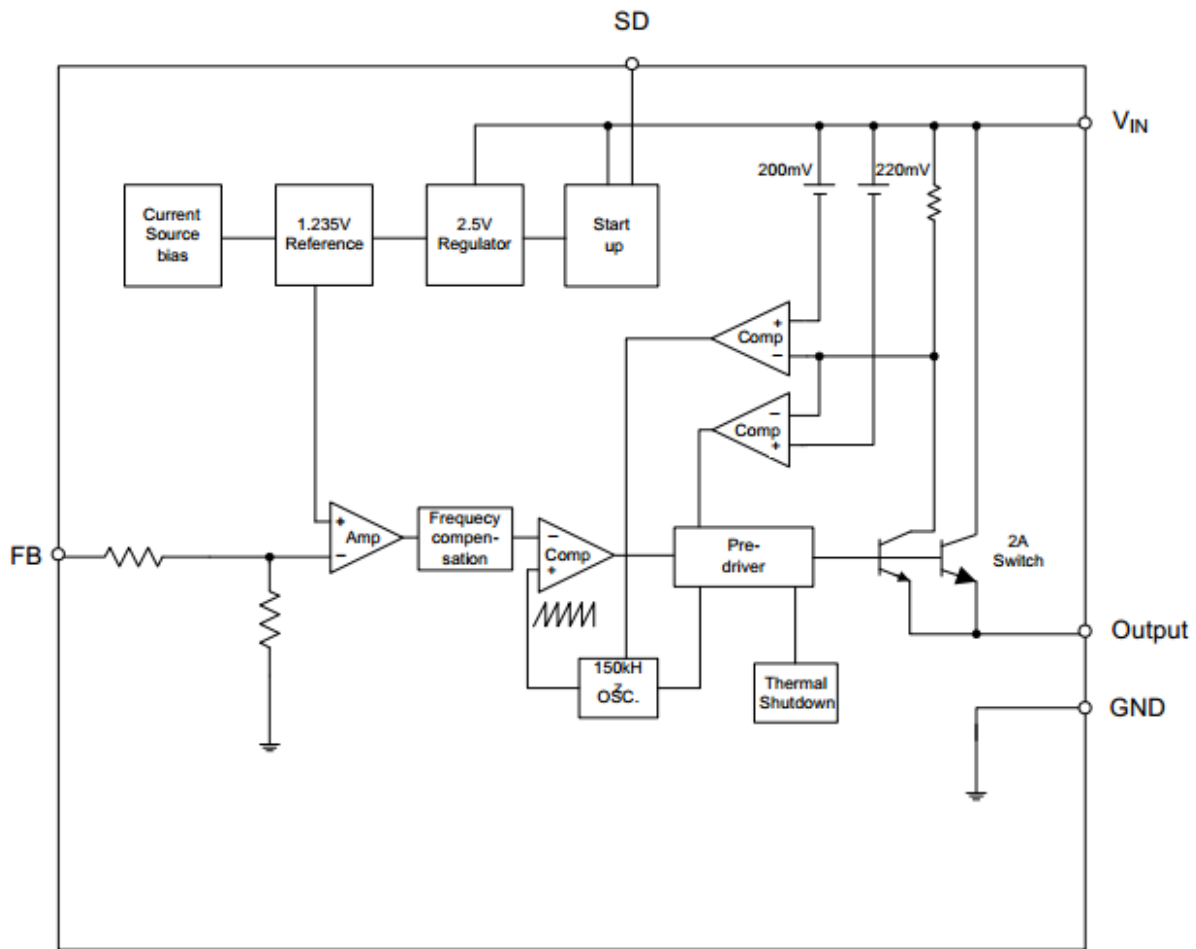 SD
V_IN
200mV
220mV
Current
Source
bias
1.235V
Reference
2.5V
Regulator
Start
up
+
Comp
−
−
Comp
+
FB
+
Amp
−
Frequecy
compen-
sation
−
Comp
+
Pre-
driver
2A
Switch
Output
150kH
Z
OSC.
Thermal
Shutdown
GND